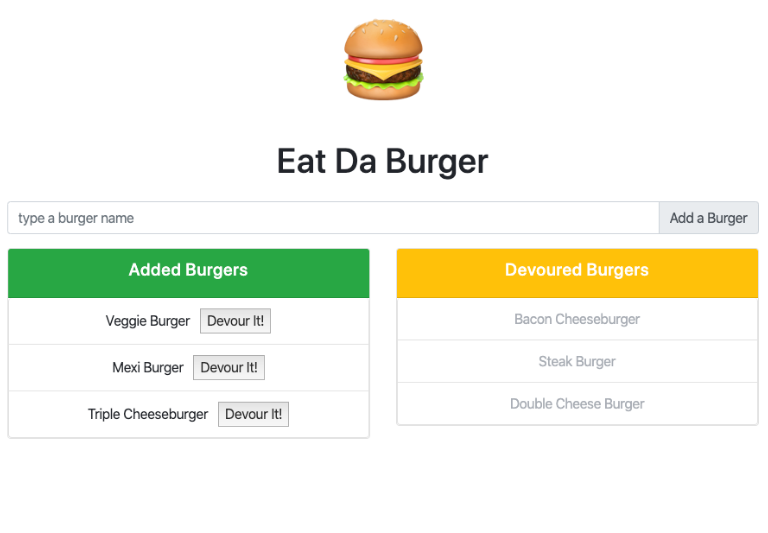 Eat Da Burger
type a burger name
Add a Burger
Added Burgers
Veggie Burger Devour It!
Mexi Burger Devour It!
Triple Cheeseburger Devour It!
Devoured Burgers
Bacon Cheeseburger
Steak Burger
Double Cheese Burger